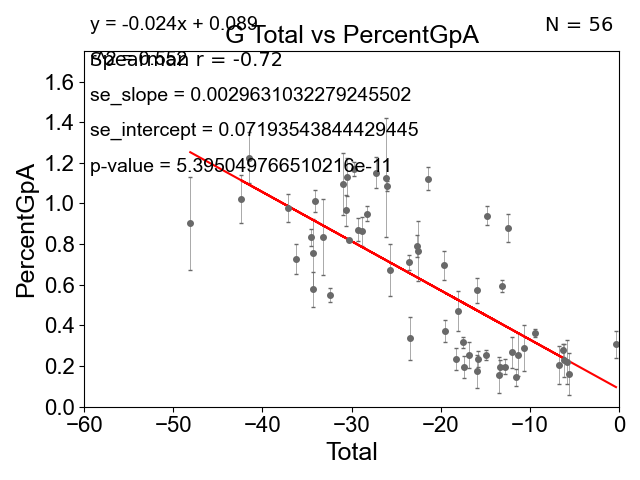 y = -0.024x + 0.089
N = 56
G Total vs PercentGpA
r^2 = 0.552
Spearman r = -0.72
se_slope = 0.0029631032279245502
se_intercept = 0.07193543844429445
p-value = 5.395049766510216e-11
PercentGpA
1.6
1.4
1.2
1.0
0.8
0.6
0.4
0.2
0.0
−60
−50
−40
−30
−20
−10
0
Total